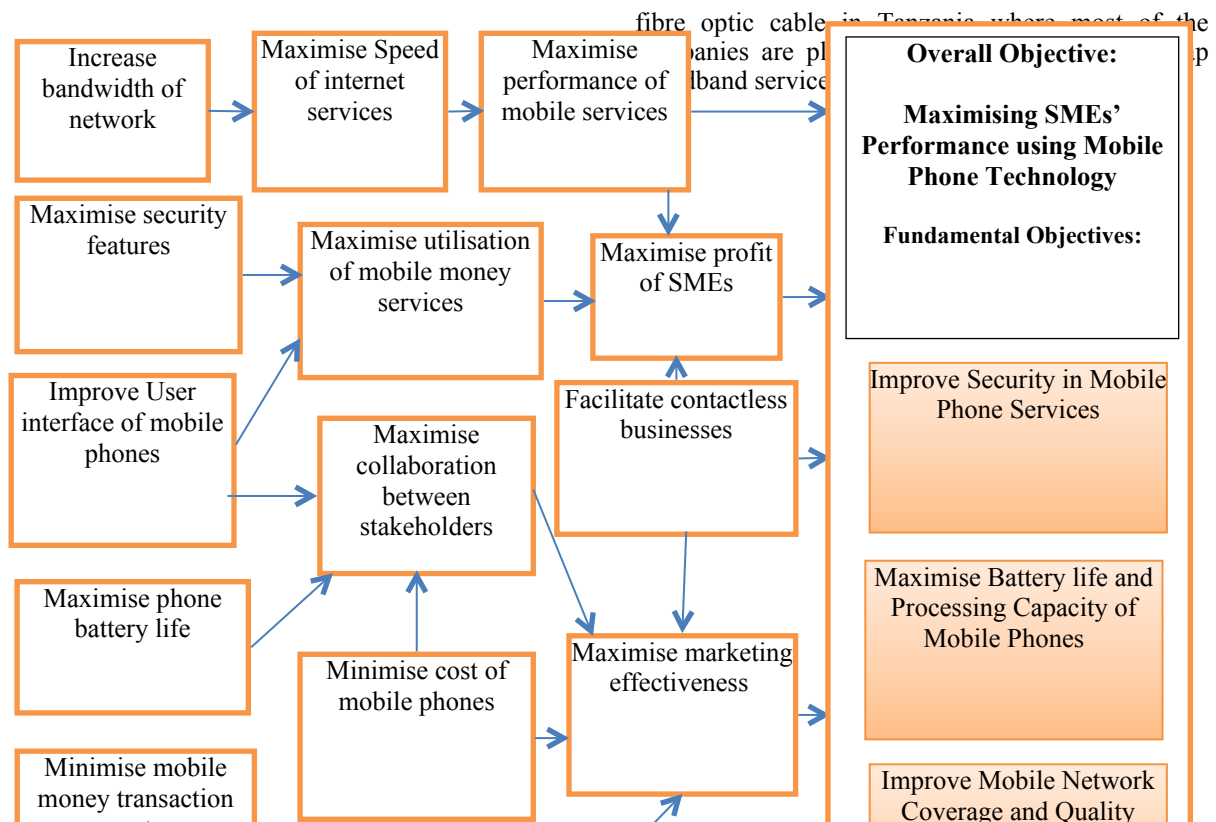 fibre optic cable in Tanzania where most of the
are
Increase
bandwidth of
network
Maximise Speed
of internet
services
Maximise
performance of
mobile services
Overall Objective:
Maximising SMEs’
Performance using Mobile
Phone Technology
Fundamental Objectives:
Maximise security
features
Maximise utilisation
of mobile money
services
Maximise profit
of SMEs
Improve User
interface of mobile
phones
Maximise
collaboration
between
stakeholders
Facilitate contactless
businesses
Improve Security in Mobile
Phone Services
Maximise phone
battery life
Minimise cost of
mobile phones
Maximise marketing
effectiveness
Maximise Battery life and
Processing Capacity of
Mobile Phones
Minimise mobile
money transaction
Improve Mobile Network
Coverage and Quality